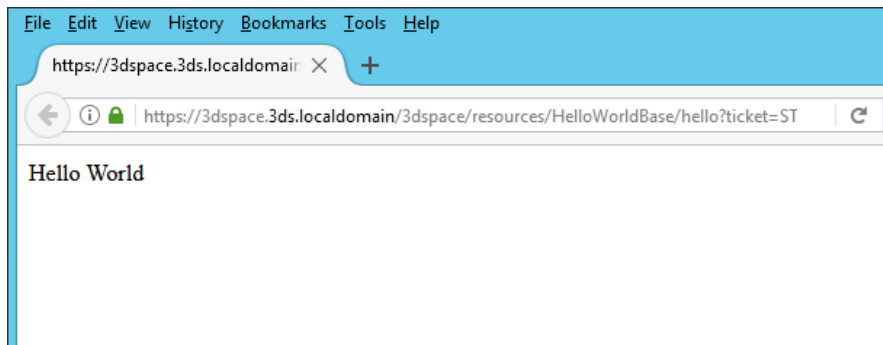 File Edit View History Bookmarks Tools Help
https://3dspace.3ds.localdomain
https://3dspace.3ds.localdomain/3dspace/resources/HelloWorldBase/hello?ticket=ST
Hello World